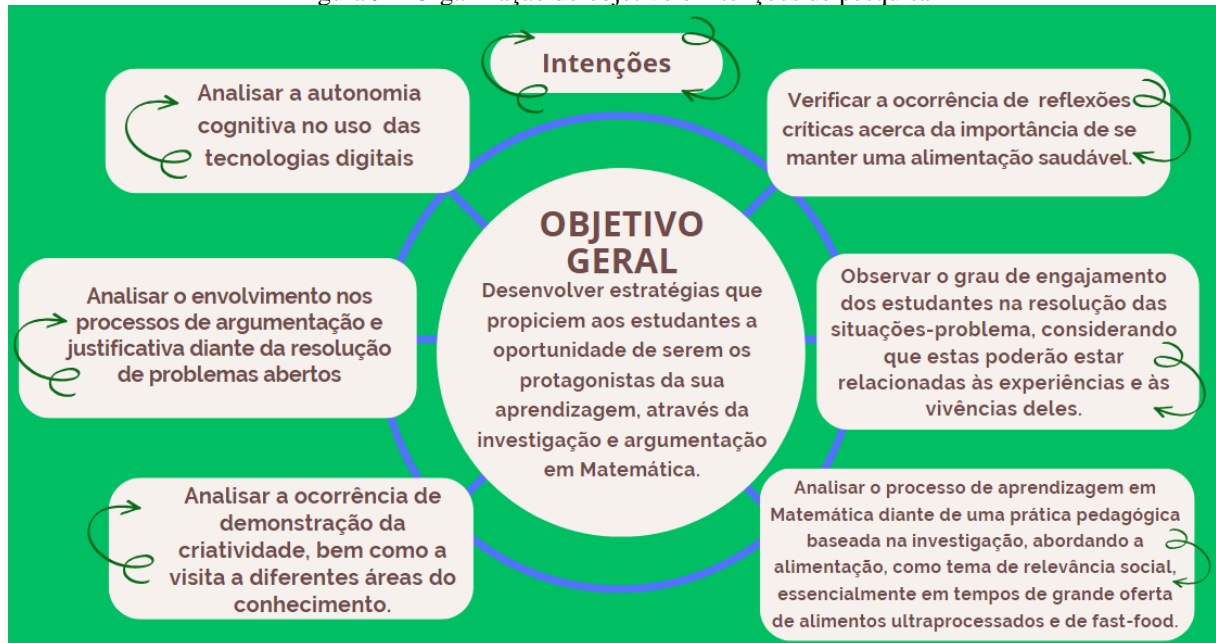 Intenções
Analisar a autonomia
cognitiva no uso das
tecnologias digitais
Verificar a ocorrência de reflexões
críticas acerca da importância de se
manter uma alimentação saudável.
OBJETIVO
GERAL
Desenvolver estratégias que
propiciem aos estudantes a
oportunidade de serem os
protagonistas da sua
aprendizagem, através da
investigação e argumentação
em Matemática.
Analisar o envolvimento nos
processos de argumentação e
justificativa diante da resolução
de problemas abertos
Observar o grau de engajamento
dos estudantes na resolução das
situações-problema, considerando
que estas poderão estar
relacionadas às experiências e às
vivências deles.
Analisar a ocorrência de
demonstração da
criatividade, bem como a
visita a diferentes áreas do
conhecimento.
Analisar o processo de aprendizagem em
Matemática diante de uma prática pedagógica
baseada na investigação, abordando a
alimentação, como tema de relevância social,
essencialmente em tempos de grande oferta
de alimentos ultraprocessados e de fast-food.